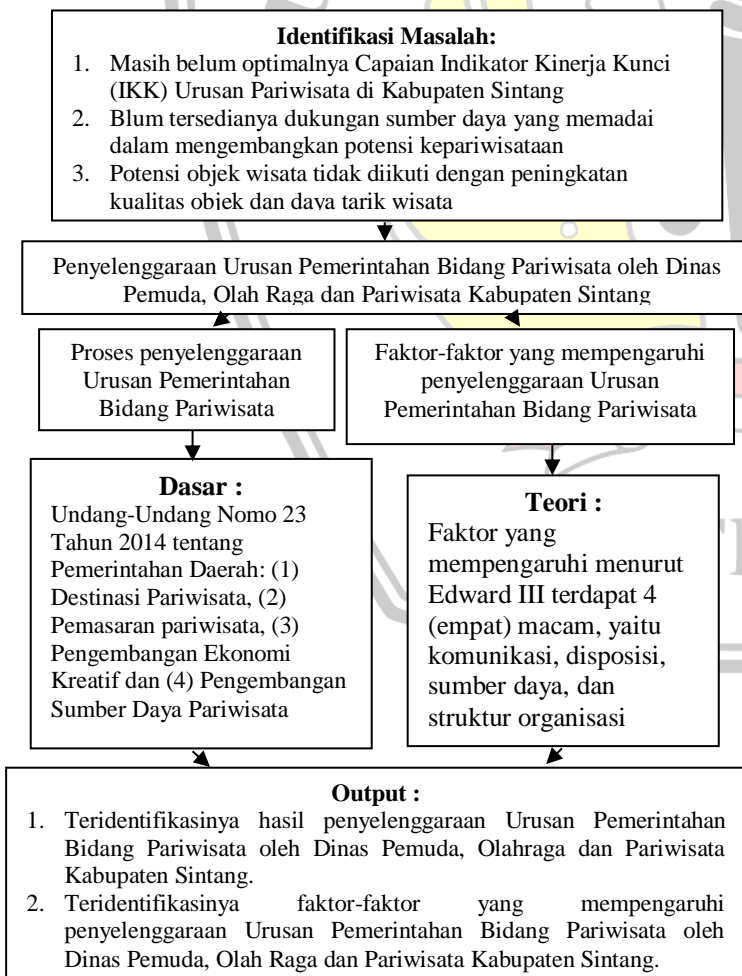 Identifikasi Masalah:
1. Masih belum optimalnya Capaian Indikator Kinerja Kunci
(IKK) Urusan Pariwisata di Kabupaten Sintang
2. Blum tersedianya dukungan sumber daya yang memadai
dalam mengembangkan potensi kepariwisataan
3. Potensi objek wisata tidak diikuti dengan peningkatan
kualitas objek dan daya tarik wisata
Penyelenggaraan Urusan Pemerintahan Bidang Pariwisata oleh Dinas
Pemuda, Olah Raga dan Pariwisata Kabupaten Sintang
Proses penyelenggaraan
Urusan Pemerintahan
Bidang Pariwisata
Faktor-faktor yang mempengaruhi
penyelenggaraan Urusan
Pemerintahan Bidang Pariwisata
Dasar :
Undang-Undang Nomo 23
Tahun 2014 tentang
Pemerintahan Daerah: (1)
Destinasi Pariwisata, (2)
Pemasaran pariwisata, (3)
Pengembangan Ekonomi
Kreatif dan (4) Pengembangan
Sumber Daya Pariwisata
Teori :
Faktor yang
mempengaruhi menurut
Edward III terdapat 4
(empat) macam, yaitu
komunikasi, disposisi,
sumber daya, dan
struktur organisasi
Output :
1. Teridentifikasinya hasil penyelenggaraan Urusan Pemerintahan
Bidang Pariwisata oleh Dinas Pemuda, Olahraga dan Pariwisata
Kabupaten Sintang.
2. Teridentifikasinya faktor-faktor yang mempengaruhi
penyelenggaraan Urusan Pemerintahan Bidang Pariwisata oleh
Dinas Pemuda, Olah Raga dan Pariwisata Kabupaten Sintang.